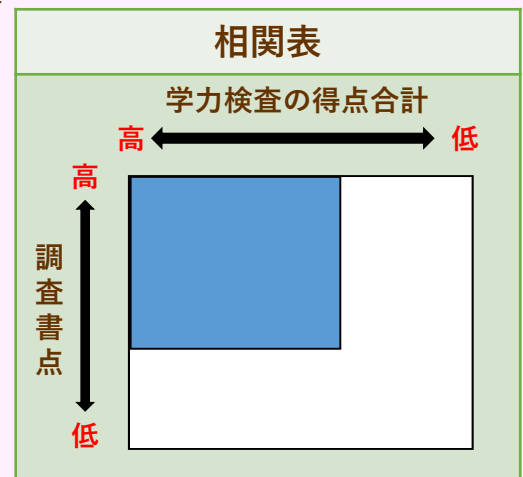 相関表
学力検査の得点合計
高 低
高
調査書点
低